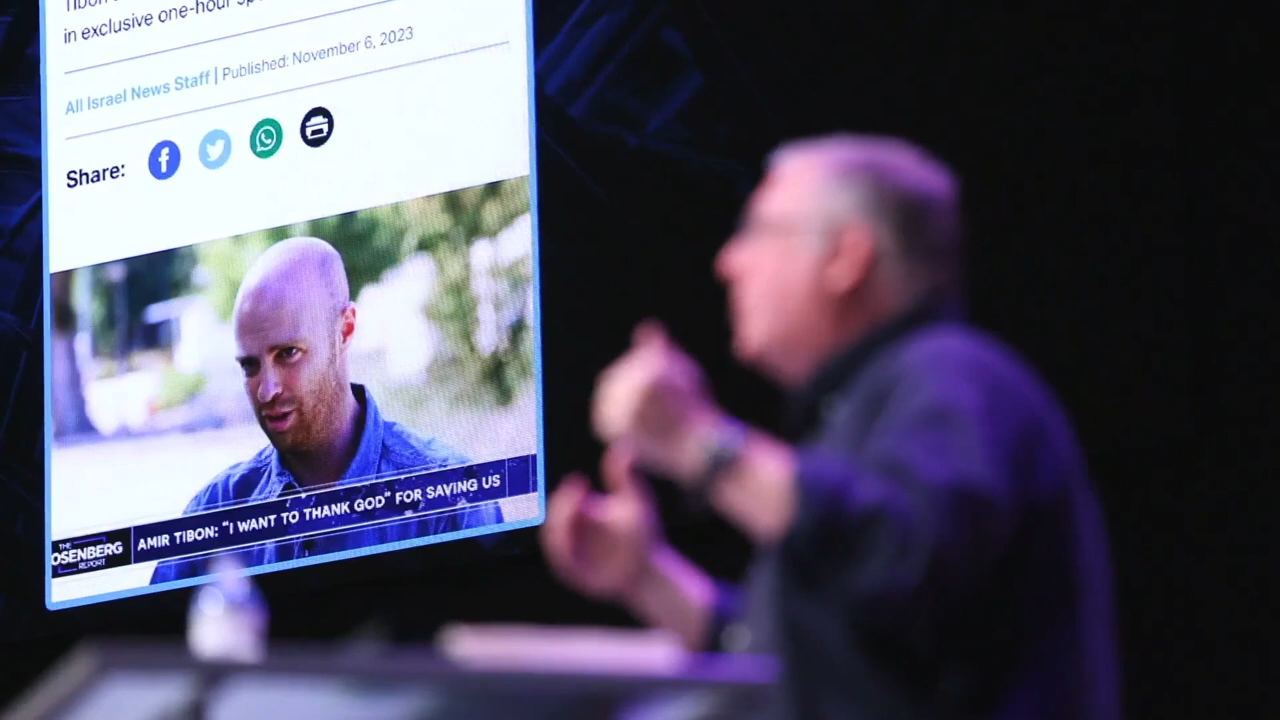 in exclusive one-hour
All Israel News Staff | Published: November 6, 2023
Share:
AMIR TIBON: “I WANT TO THANK GOD” FOR SAVING US
THE
OSENBERG
REPORT